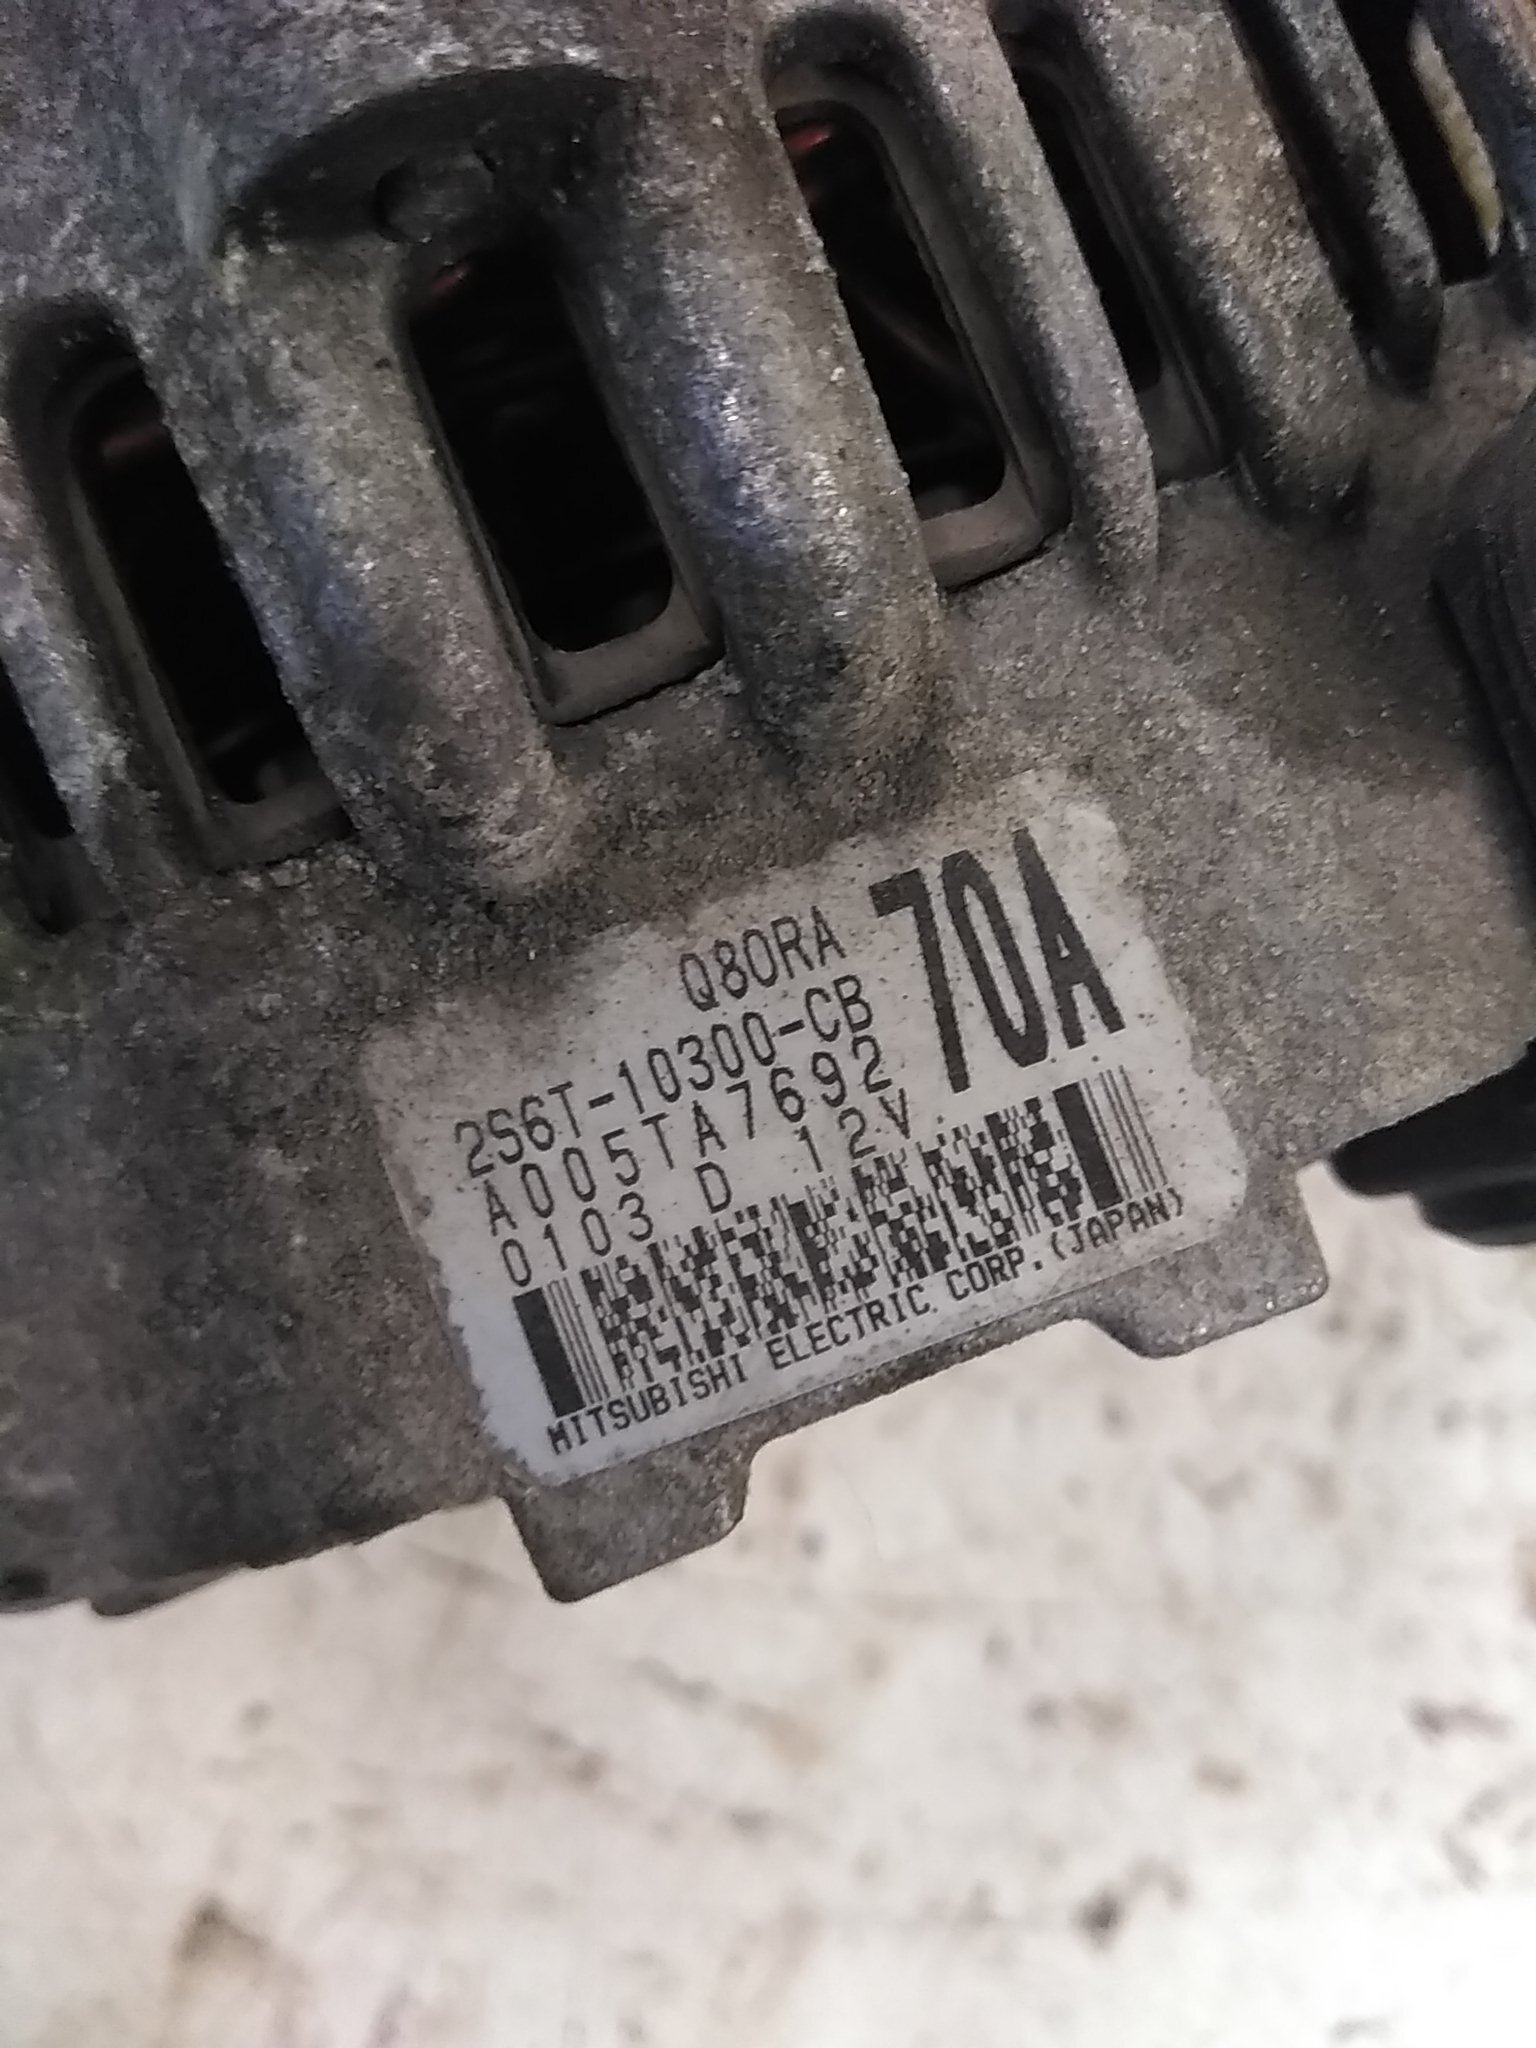 Q80RA
70A
2S6T-10300-CB
A005TA7692
0103 D 12V
MITSUBISHI ELECTRIC CORP.(JAPAN)